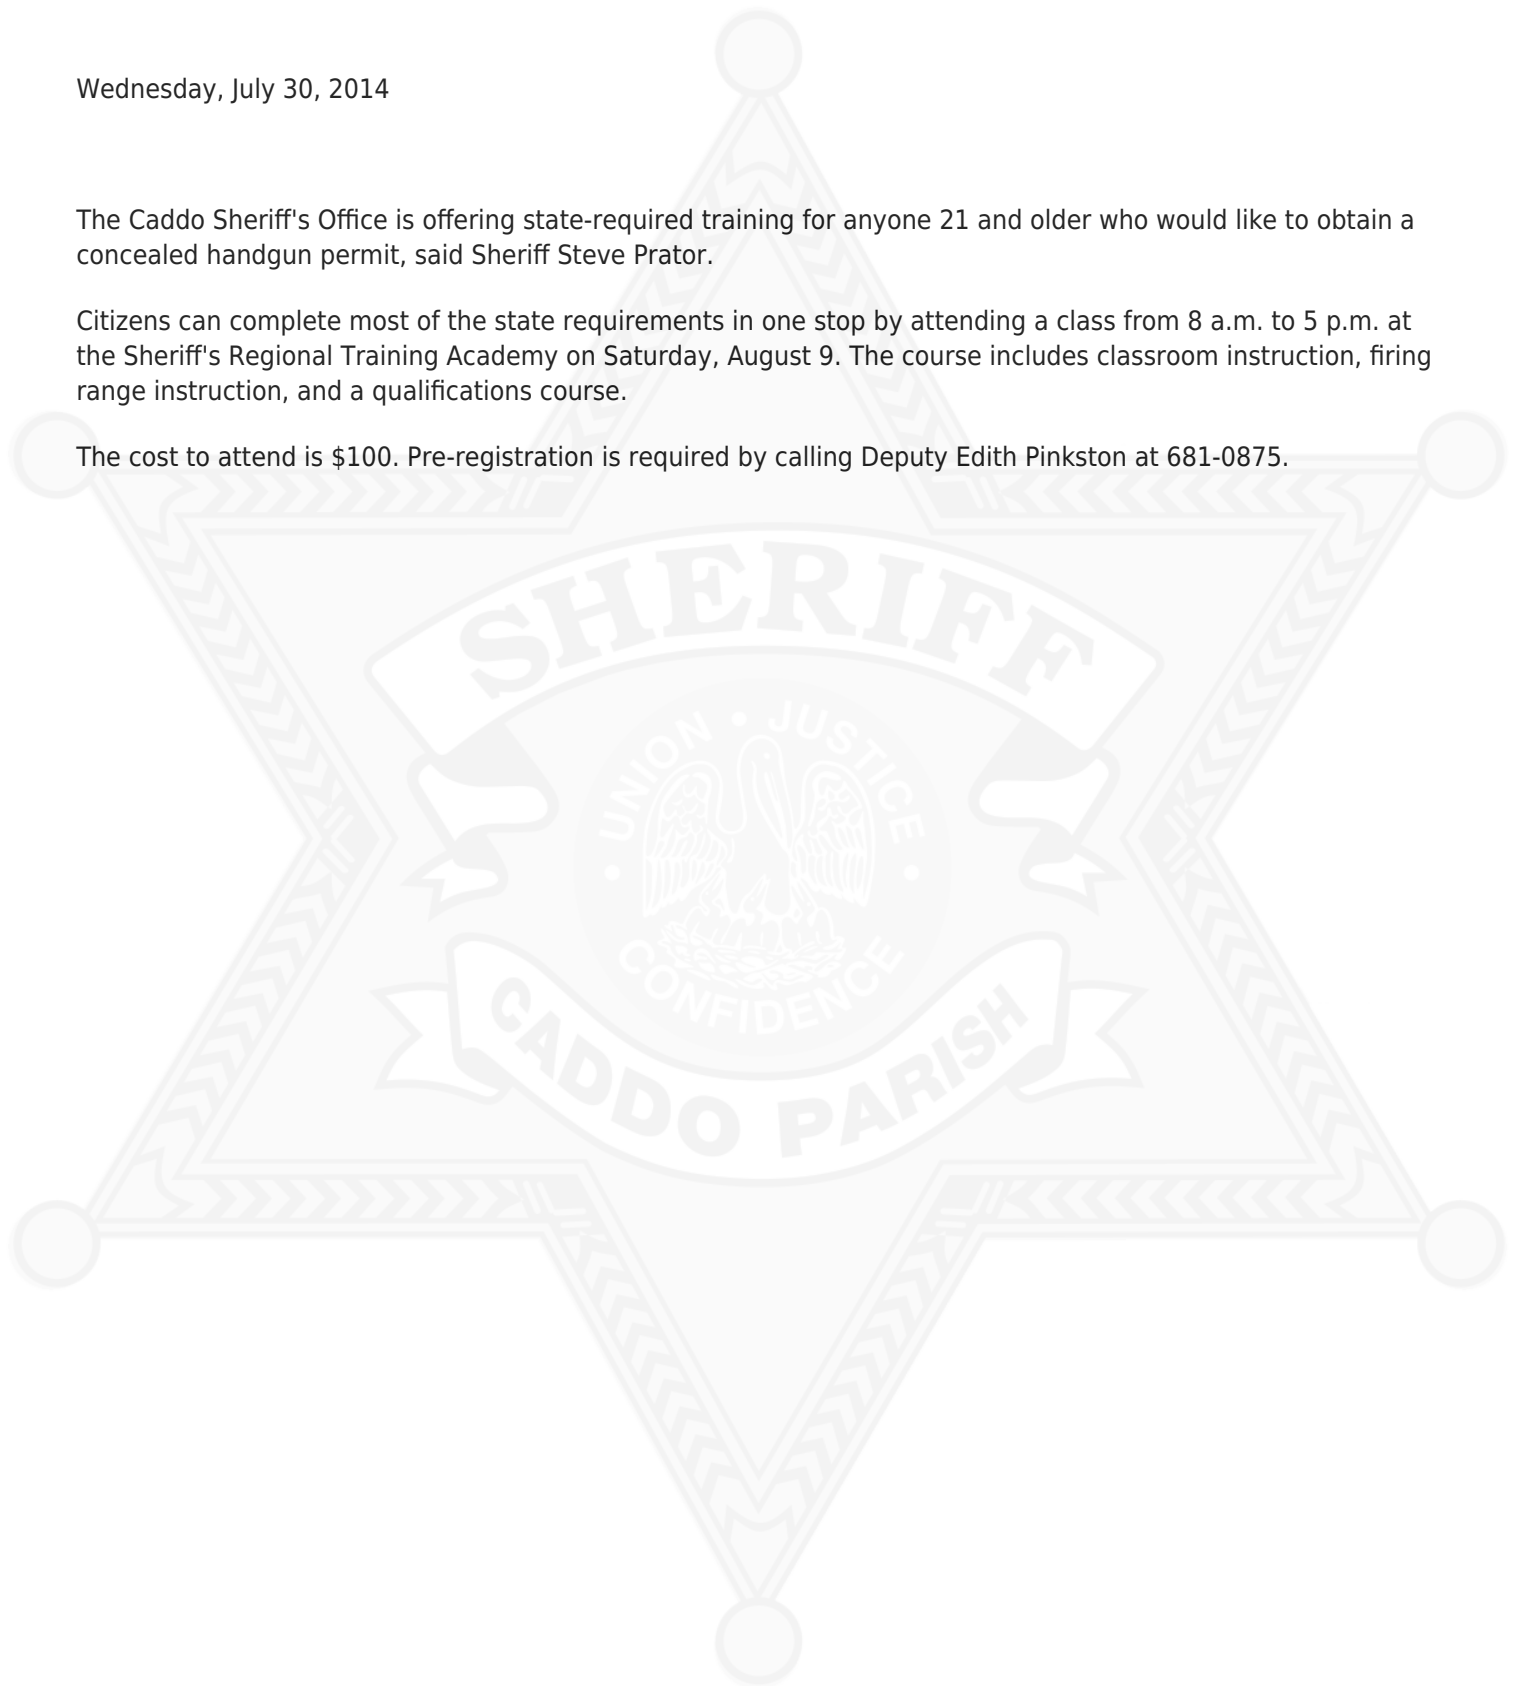 Wednesday, July 30, 2014
The Caddo Sheriff's Office is offering state-required training for anyone 21 and older who would like to obtain a
concealed handgun permit, said Sheriff Steve Prator.
Citizens can complete most of the state requirements in one stop by attending a class from 8 a.m. to 5 p.m. at
the Sheriff's Regional Training Academy on Saturday, August 9. The course includes classroom instruction, firing
range instruction, and a qualifications course.
The cost to attend is $100. Pre-registration is required by calling Deputy Edith Pinkston at 681-0875.
SHERIFF
UNION • JUSTICE
• CONFIDENCE •
CADDO PARISH